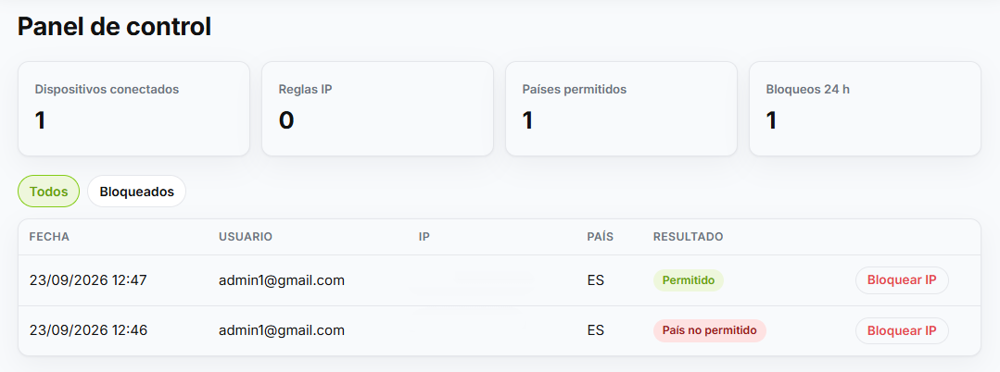 Panel de control
Dispositivos conectados Reglas IP Países permitidos Bloqueos 24 h
1 0 1 1
Todos Bloqueados
FECHA USUARIO IP PAÍS RESULTADO
23/09/2026 12:47 admin1@gmail.com ES Permitido Bloquear IP
23/09/2026 12:46 admin1@gmail.com ES País no permitido Bloquear IP